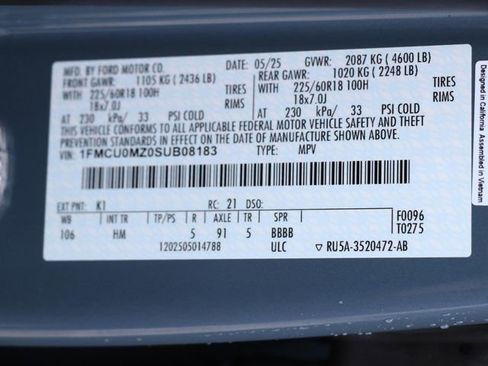 MFD. BY FORD MOTOR CO. 05/25 GVWR: 2087 KG (4600 LB)
FRONT GAWR: 1105 KG (2436 LB) REAR GAWR: 1020 KG (2248 LB)
225/60R18 100H TIRES 225/60R18 100H TIRES
18x7.0J RIMS 18x7.0J RIMS
AT 230 kPa/ 33 PSI COLD AT 230 kPa/ 33 PSI COLD
THIS VEHICLE CONFORMS TO ALL APPLICABLE FEDERAL MOTOR VEHICLE SAFETY, BUMPER, AND THEFT
PREVENTION STANDARDS IN EFFECT ON THE DATE OF MANUFACTURE SHOWN ABOVE.
VIN: 1FMCU0MZ0SUB08183 TYPE: MPV
EXT PNT: K1 RC: 21 DSO:
WB INT TR TP/PS R AXLE TR SPR F0096
106 HM 5 91 5 BBBB T0275
1202505014788 ULC RU5A-3520472-AB
Designed in California Assembled in Vietnam